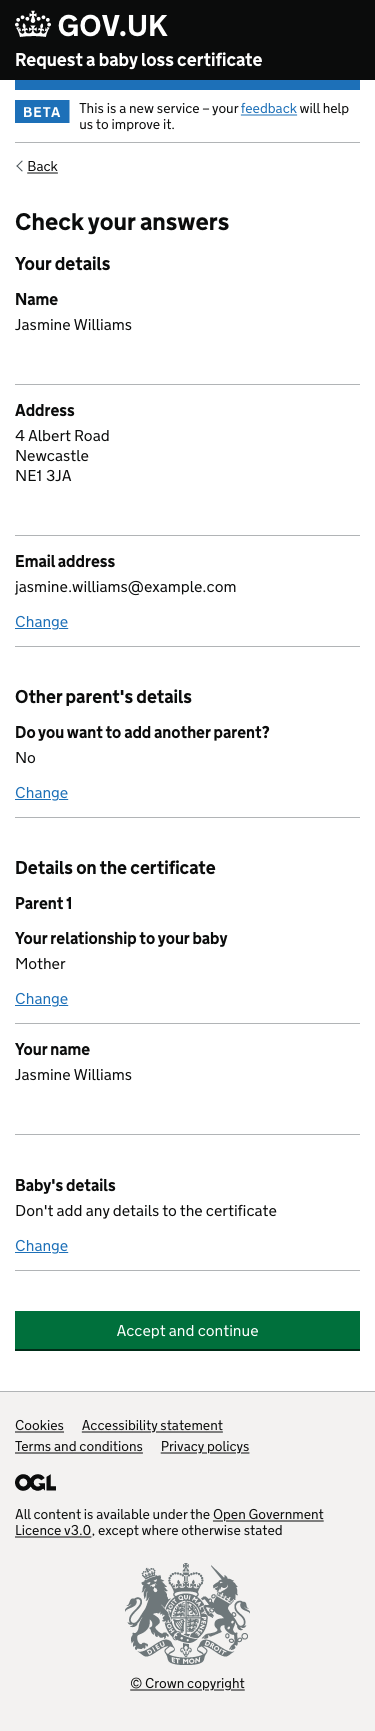 GOV.UK
Request a baby loss certificate
BETA
This is a new service – your feedback will help
us to improve it.
Back
Check your answers
Your details
Name
Jasmine Williams
Address
4 Albert Road
Newcastle
NE1 3JA
Email address
jasmine.williams@example.com
Change
Other parent's details
Do you want to add another parent?
No
Change
Details on the certificate
Parent 1
Your relationship to your baby
Mother
Change
Your name
Jasmine Williams
Baby's details
Don't add any details to the certificate
Change
Accept and continue
Cookies Accessibility statement
Terms and conditions Privacy policys
OGL
All content is available under the Open Government
Licence v3.0, except where otherwise stated
DIEU ET MON DROIT
© Crown copyright